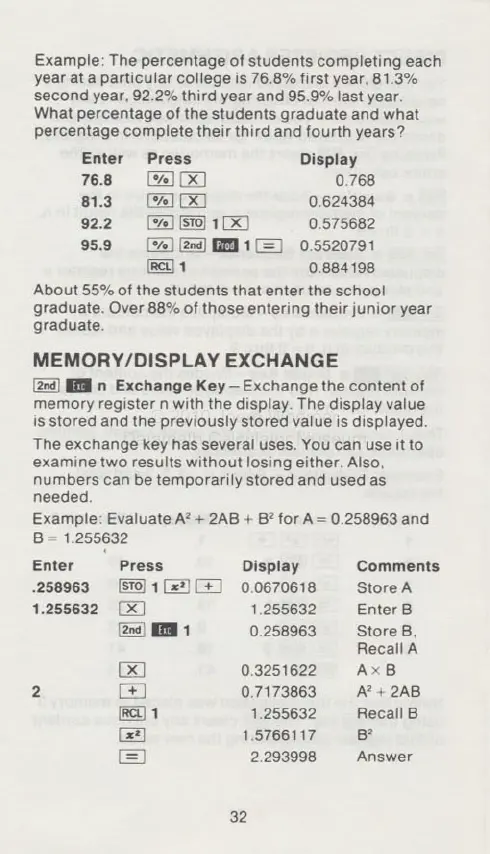 Example: The percentage of students completing each
year at a particular college is 76.8% first year, 81.3%
second year, 92.2% third year and 95.9% last year.
What percentage of the students graduate and what
percentage complete their third and fourth years?
Enter Press Display
76.8 % X 0.768
81.3 % X 0.624384
92.2 % STO 1 X 0.575682
95.9 % 2nd Prod 1 = 0.5520791
RCL 1 0.884198
About 55% of the students that enter the school
graduate. Over 88% of those entering their junior year
graduate.
MEMORY/DISPLAY EXCHANGE
2nd Exc n Exchange Key — Exchange the content of
memory register n with the display. The display value
is stored and the previously stored value is displayed.
The exchange key has several uses. You can use it to
examine two results without losing either. Also,
numbers can be temporarily stored and used as
needed.
Example: Evaluate A² + 2AB + B² for A = 0.258963 and
B = 1.255632
Enter Press Display Comments
.258963 STO 1 x² + 0.0670618 Store A
1.255632 X 1.255632 Enter B
2nd Exc 1 0.258963 Store B,
Recall A
X 0.3251622 A x B
2 + 0.7173863 A² + 2AB
RCL 1 1.255632 Recall B
x² 1.5766117 B²
= 2.293998 Answer
32